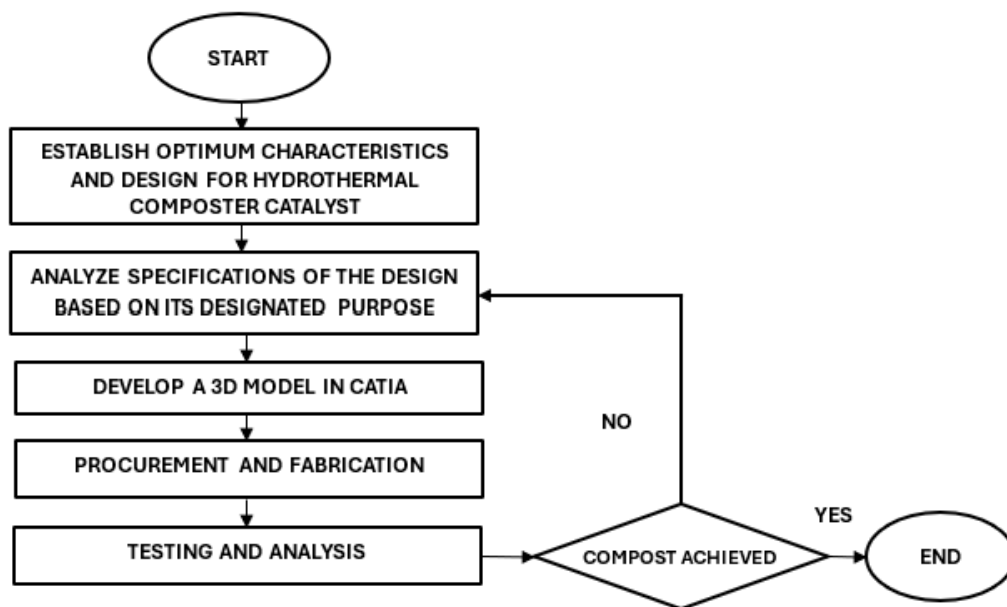 START
ESTABLISH OPTIMUM CHARACTERISTICS
AND DESIGN FOR HYDROTHERMAL
COMPOSTER CATALYST
ANALYZE SPECIFICATIONS OF THE DESIGN
BASED ON ITS DESIGNATED PURPOSE
DEVELOP A 3D MODEL IN CATIA
NO
PROCUREMENT AND FABRICATION
TESTING AND ANALYSIS
COMPOST ACHIEVED
YES
END